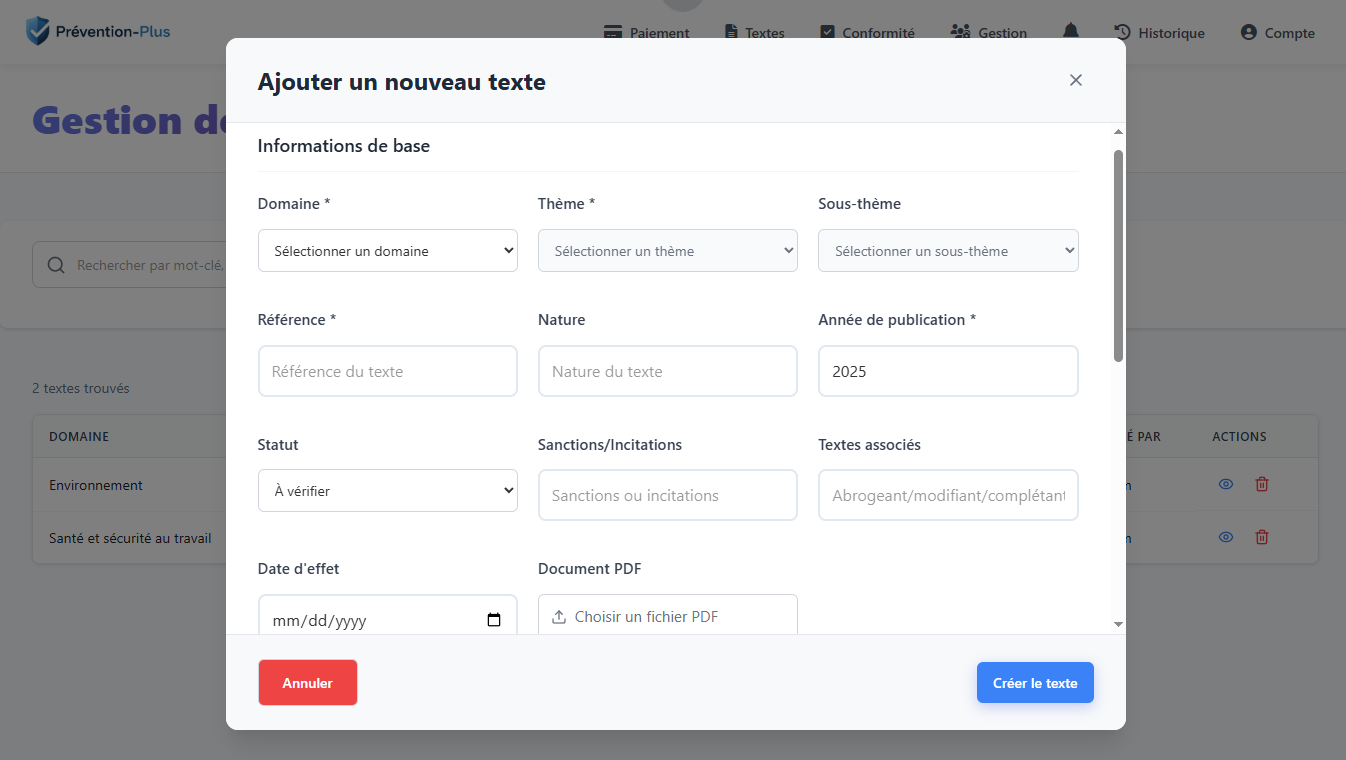 Prévention-Plus
Paiement Textes Conformité Gestion Historique Compte
Ajouter un nouveau texte
Gestion
Informations de base
Domaine * Thème * Sous-thème
Sélectionner un domaine Sélectionner un thème Sélectionner un sous-thème
Rechercher par mot-clé,
Référence * Nature Année de publication *
Référence du texte Nature du texte 2025
2 textes trouvés
DOMAINE PAR ACTIONS
Statut Sanctions/Incitations Textes associés
Environnement
À vérifier Sanctions ou incitations Abrogeant/modifiant/complétant
Santé et sécurité au travail
Date d'effet Document PDF
mm/dd/yyyy Choisir un fichier PDF
Annuler Créer le texte